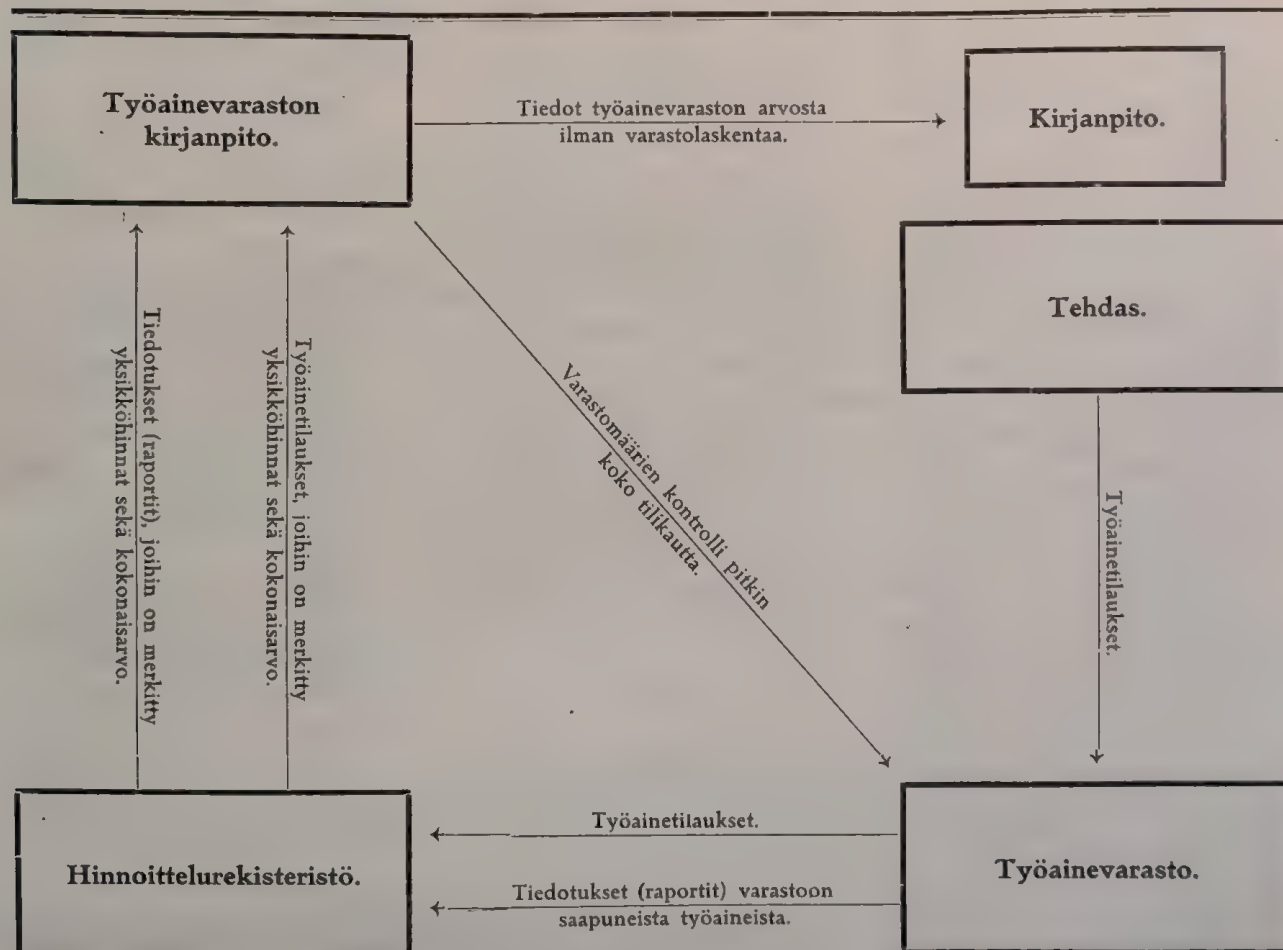 Työainevaraston
kirjanpito.
Tiedot työainevaraston arvosta
ilman varastolaskentaa.
Kirjanpito.
Tehdas.
Tiedotukset (raportit), joihin on merkitty
yksikköhinnat sekä kokonaisarvo.
Työainetilaukset, joihin on merkitty
yksikköhinnat sekä kokonaisarvo.
Varastomäärien kontrolli pitkin
koko tilikautta.
Työainetilaukset.
Hinnoittelurekisteristö.
Työainetilaukset.
Tiedotukset (raportit) varastoon
saapuneista työaineista.
Työainevarasto.